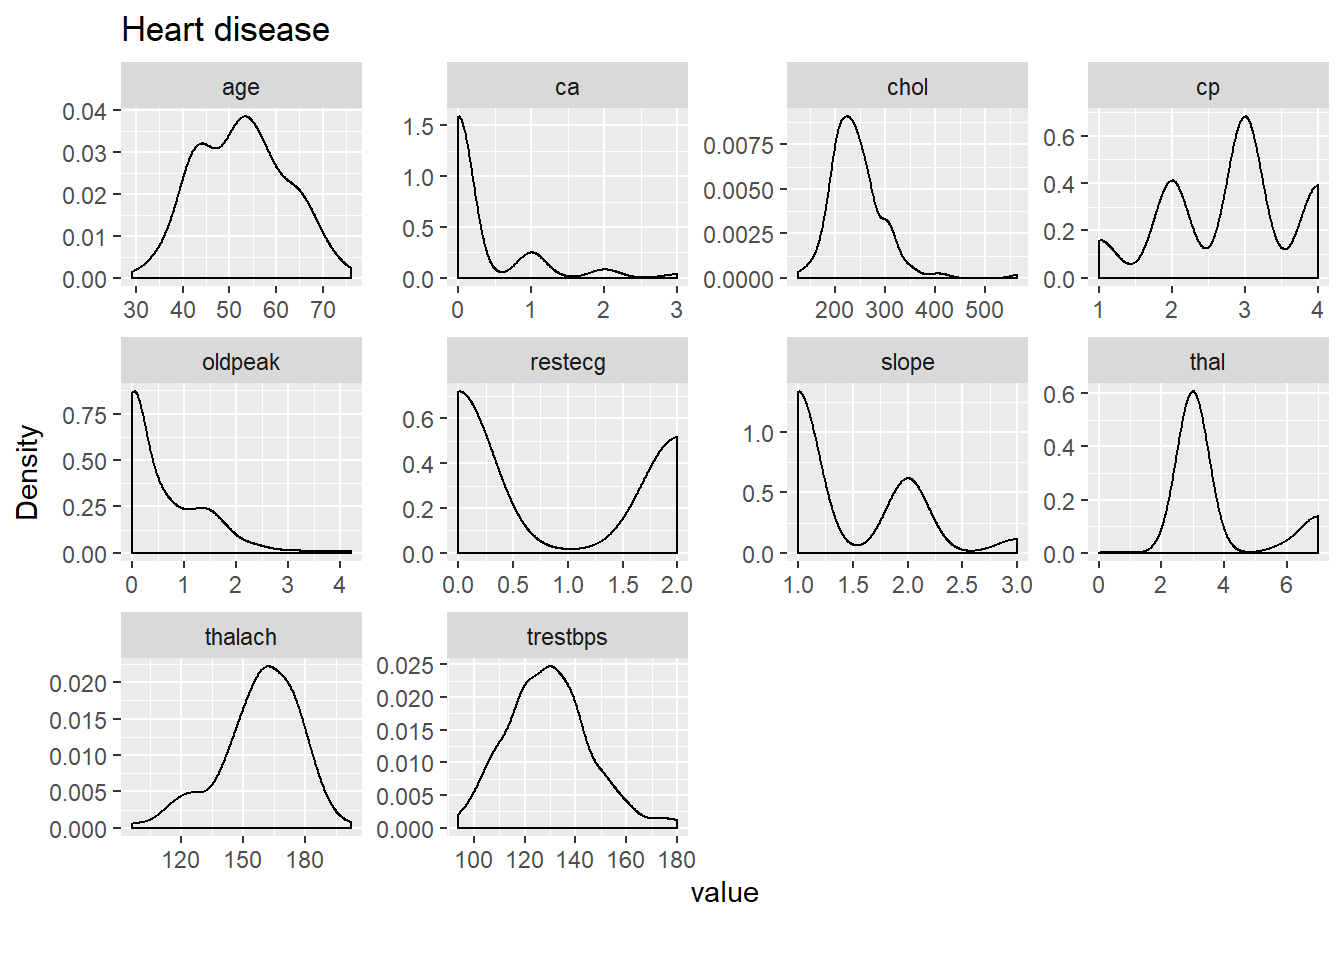 Heart disease
age ca chol cp
0.04 0.03 0.02 0.01 0.00
1.5 1.0 0.5 0.0
0.0075 0.0050 0.0025 0.0000
0.6 0.4 0.2 0.0
30 40 50 60 70
0 1 2 3
200 300 400 500
1 2 3 4
oldpeak restecg slope thal
0.75 0.50 0.25 0.00
0.6 0.4 0.2 0.0
1.0 0.5 0.0
0.6 0.4 0.2 0.0
0 1 2 3 4
0.0 0.5 1.0 1.5 2.0
1.0 1.5 2.0 2.5 3.0
0 2 4 6
Density
thalach trestbps
0.020 0.015 0.010 0.005 0.000
0.025 0.020 0.015 0.010 0.005 0.000
120 150 180
100 120 140 160 180
value